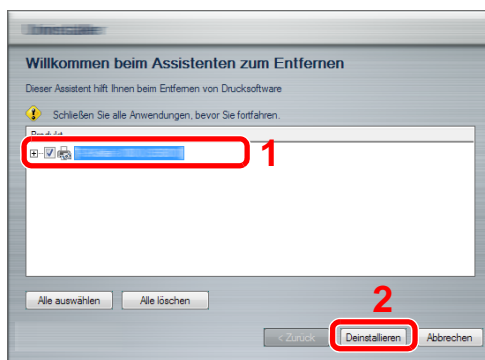 Willkommen beim Assistenten zum Entfernen
Dieser Assistent hilft Ihnen beim Entfernen von Drucksoftware
Schließen Sie alle Anwendungen, bevor Sie fortfahren.
Produkt
1
Alle auswählen Alle löschen
2
< Zurück Deinstallieren Abbrechen